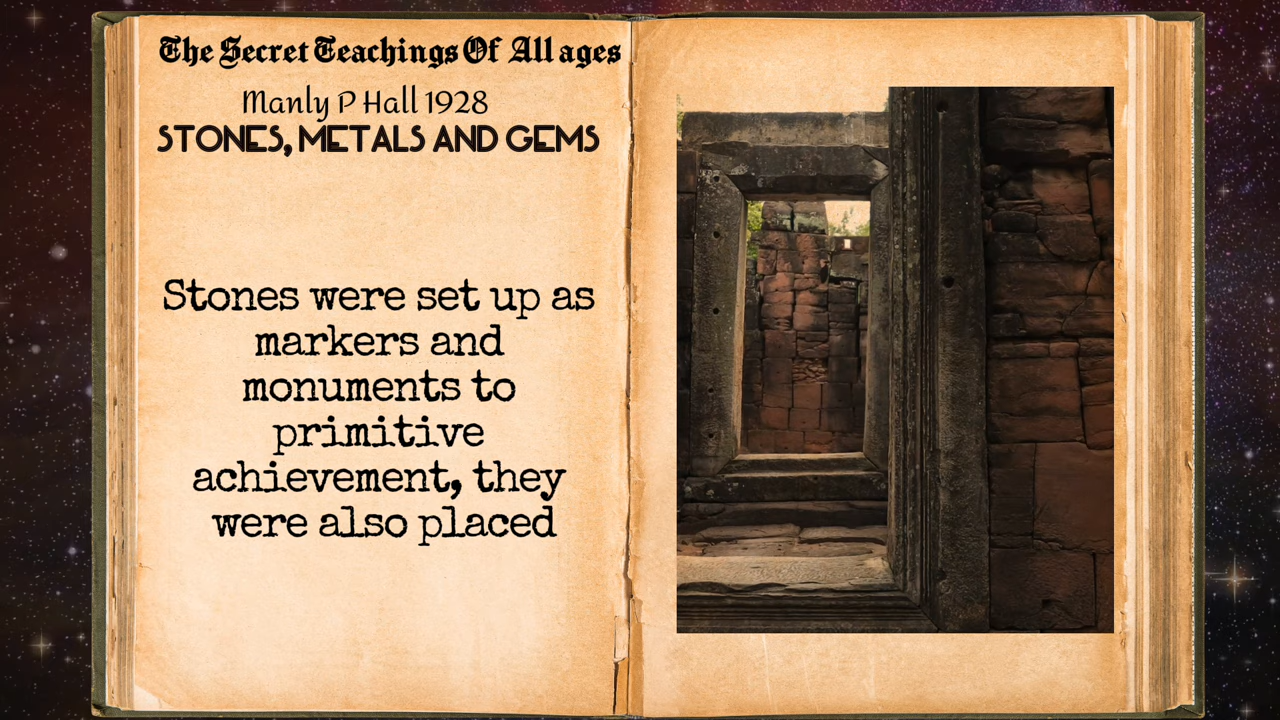 The Secret Teachings Of All ages
Manly P Hall 1928
STONES, METALS AND GEMS
Stones were set up as
markers and
monuments to
primitive
achievement, they
were also placed